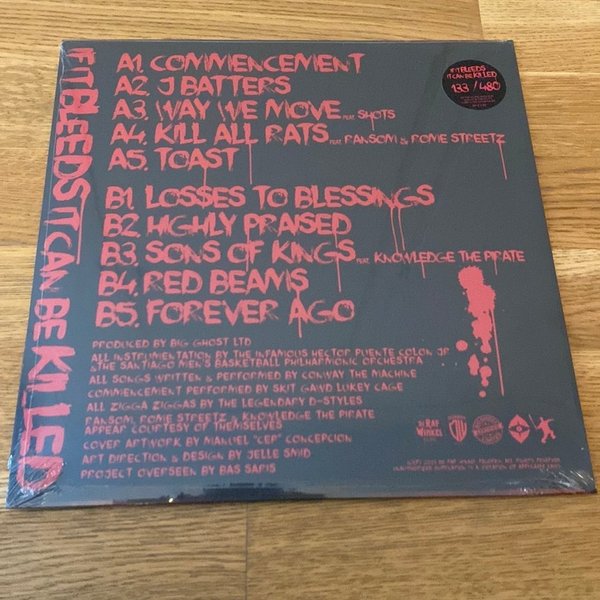 IF IT BLEEDS IT CAN BE KILLED
A1. COMMENCEMENT
A2. J BATTERS
A3. WAY WE MOVE FEAT. SHOTS
A4. KILL ALL RATS FEAT. RANSOM & ROME STREETZ
A5. TOAST
B1. LOSSES TO BLESSINGS
B2. HIGHLY PRAISED
B3. SONS OF KINGS FEAT. KNOWLEDGE THE PIRATE
B4. RED BEAMS
B5. FOREVER AGO
IF IT BLEEDS
IT CAN BE KILLED
133 / 480
PRODUCED BY BIG GHOST LTD
ALL INSTRUMENTATION BY THE INFAMOUS HECTOR PUENTE COLON JR
& THE SANTIAGO MEN'S BASKETBALL PHILHARMONIC ORCHESTRA
ALL SONGS WRITTEN & PERFORMED BY CONWAY THE MACHINE
COMMENCEMENT PERFORMED BY SKIT GAWD LUKEY CAGE
ALL ZIGGA ZIGGAS BY THE LEGENDARY D-STYLES
RANSOM, ROME STREETZ & KNOWLEDGE THE PIRATE
APPEAR COURTESY OF THEMSELVES
COVER ARTWORK BY MANUEL "CEP" CONCEPCION
ART DIRECTION & DESIGN BY JELLE SMID
PROJECT OVERSEEN BY BAS SARIS
DE RAP
WINKEL